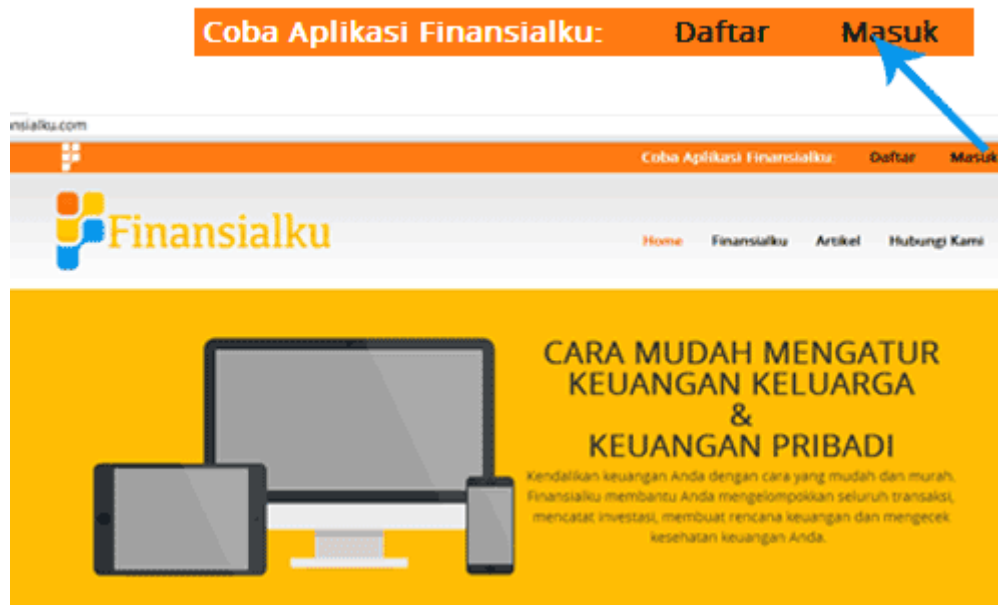 Coba Aplikasi Finansialku: Daftar Masuk
nsialku.com
Coba Aplikasi Finansialku: Daftar Masuk
Finansialku
Home Finansialku Artikel Hubungi Kami
CARA MUDAH MENGATUR
KEUANGAN KELUARGA
&
KEUANGAN PRIBADI
Kendalikan keuangan Anda dengan cara yang mudah dan murah.
Finansialku membantu Anda mengelompokkan seluruh transaksi,
mencatat investasi, membuat rencana keuangan dan mengecek
kesehatan keuangan Anda.